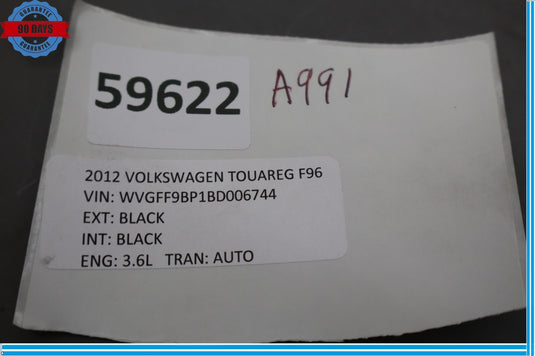 GUARANTEE
90 DAYS
GUARANTEE
59622
A991
2012 VOLKSWAGEN TOUAREG F96
VIN: WVGFF9BP1BD006744
EXT: BLACK
INT: BLACK
ENG: 3.6L TRAN: AUTO